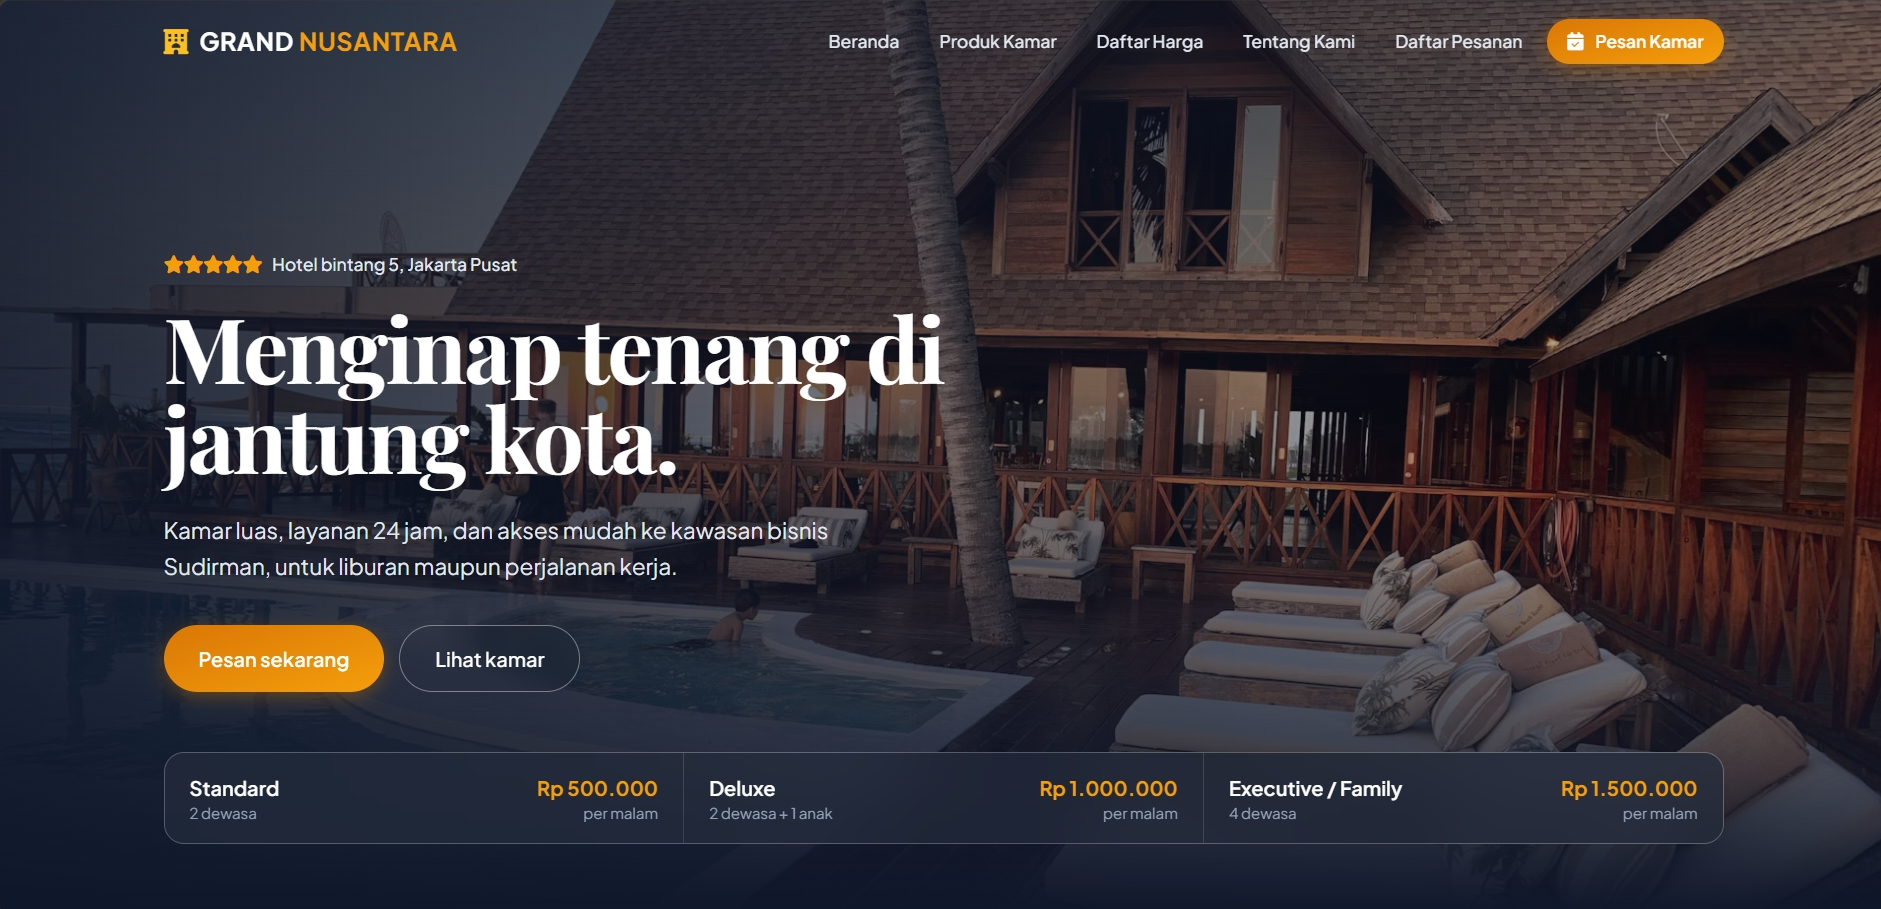 GRAND NUSANTARA
Beranda
Produk Kamar
Daftar Harga
Tentang Kami
Daftar Pesanan
Pesan Kamar
Hotel bintang 5, Jakarta Pusat
Menginap tenang di
jantung kota.
Kamar luas, layanan 24 jam, dan akses mudah ke kawasan bisnis
Sudirman, untuk liburan maupun perjalanan kerja.
Pesan sekarang
Lihat kamar
Standard
Rp 500.000
2 dewasa
per malam
Deluxe
Rp 1.000.000
2 dewasa + 1 anak
per malam
Executive / Family
Rp 1.500.000
4 dewasa
per malam